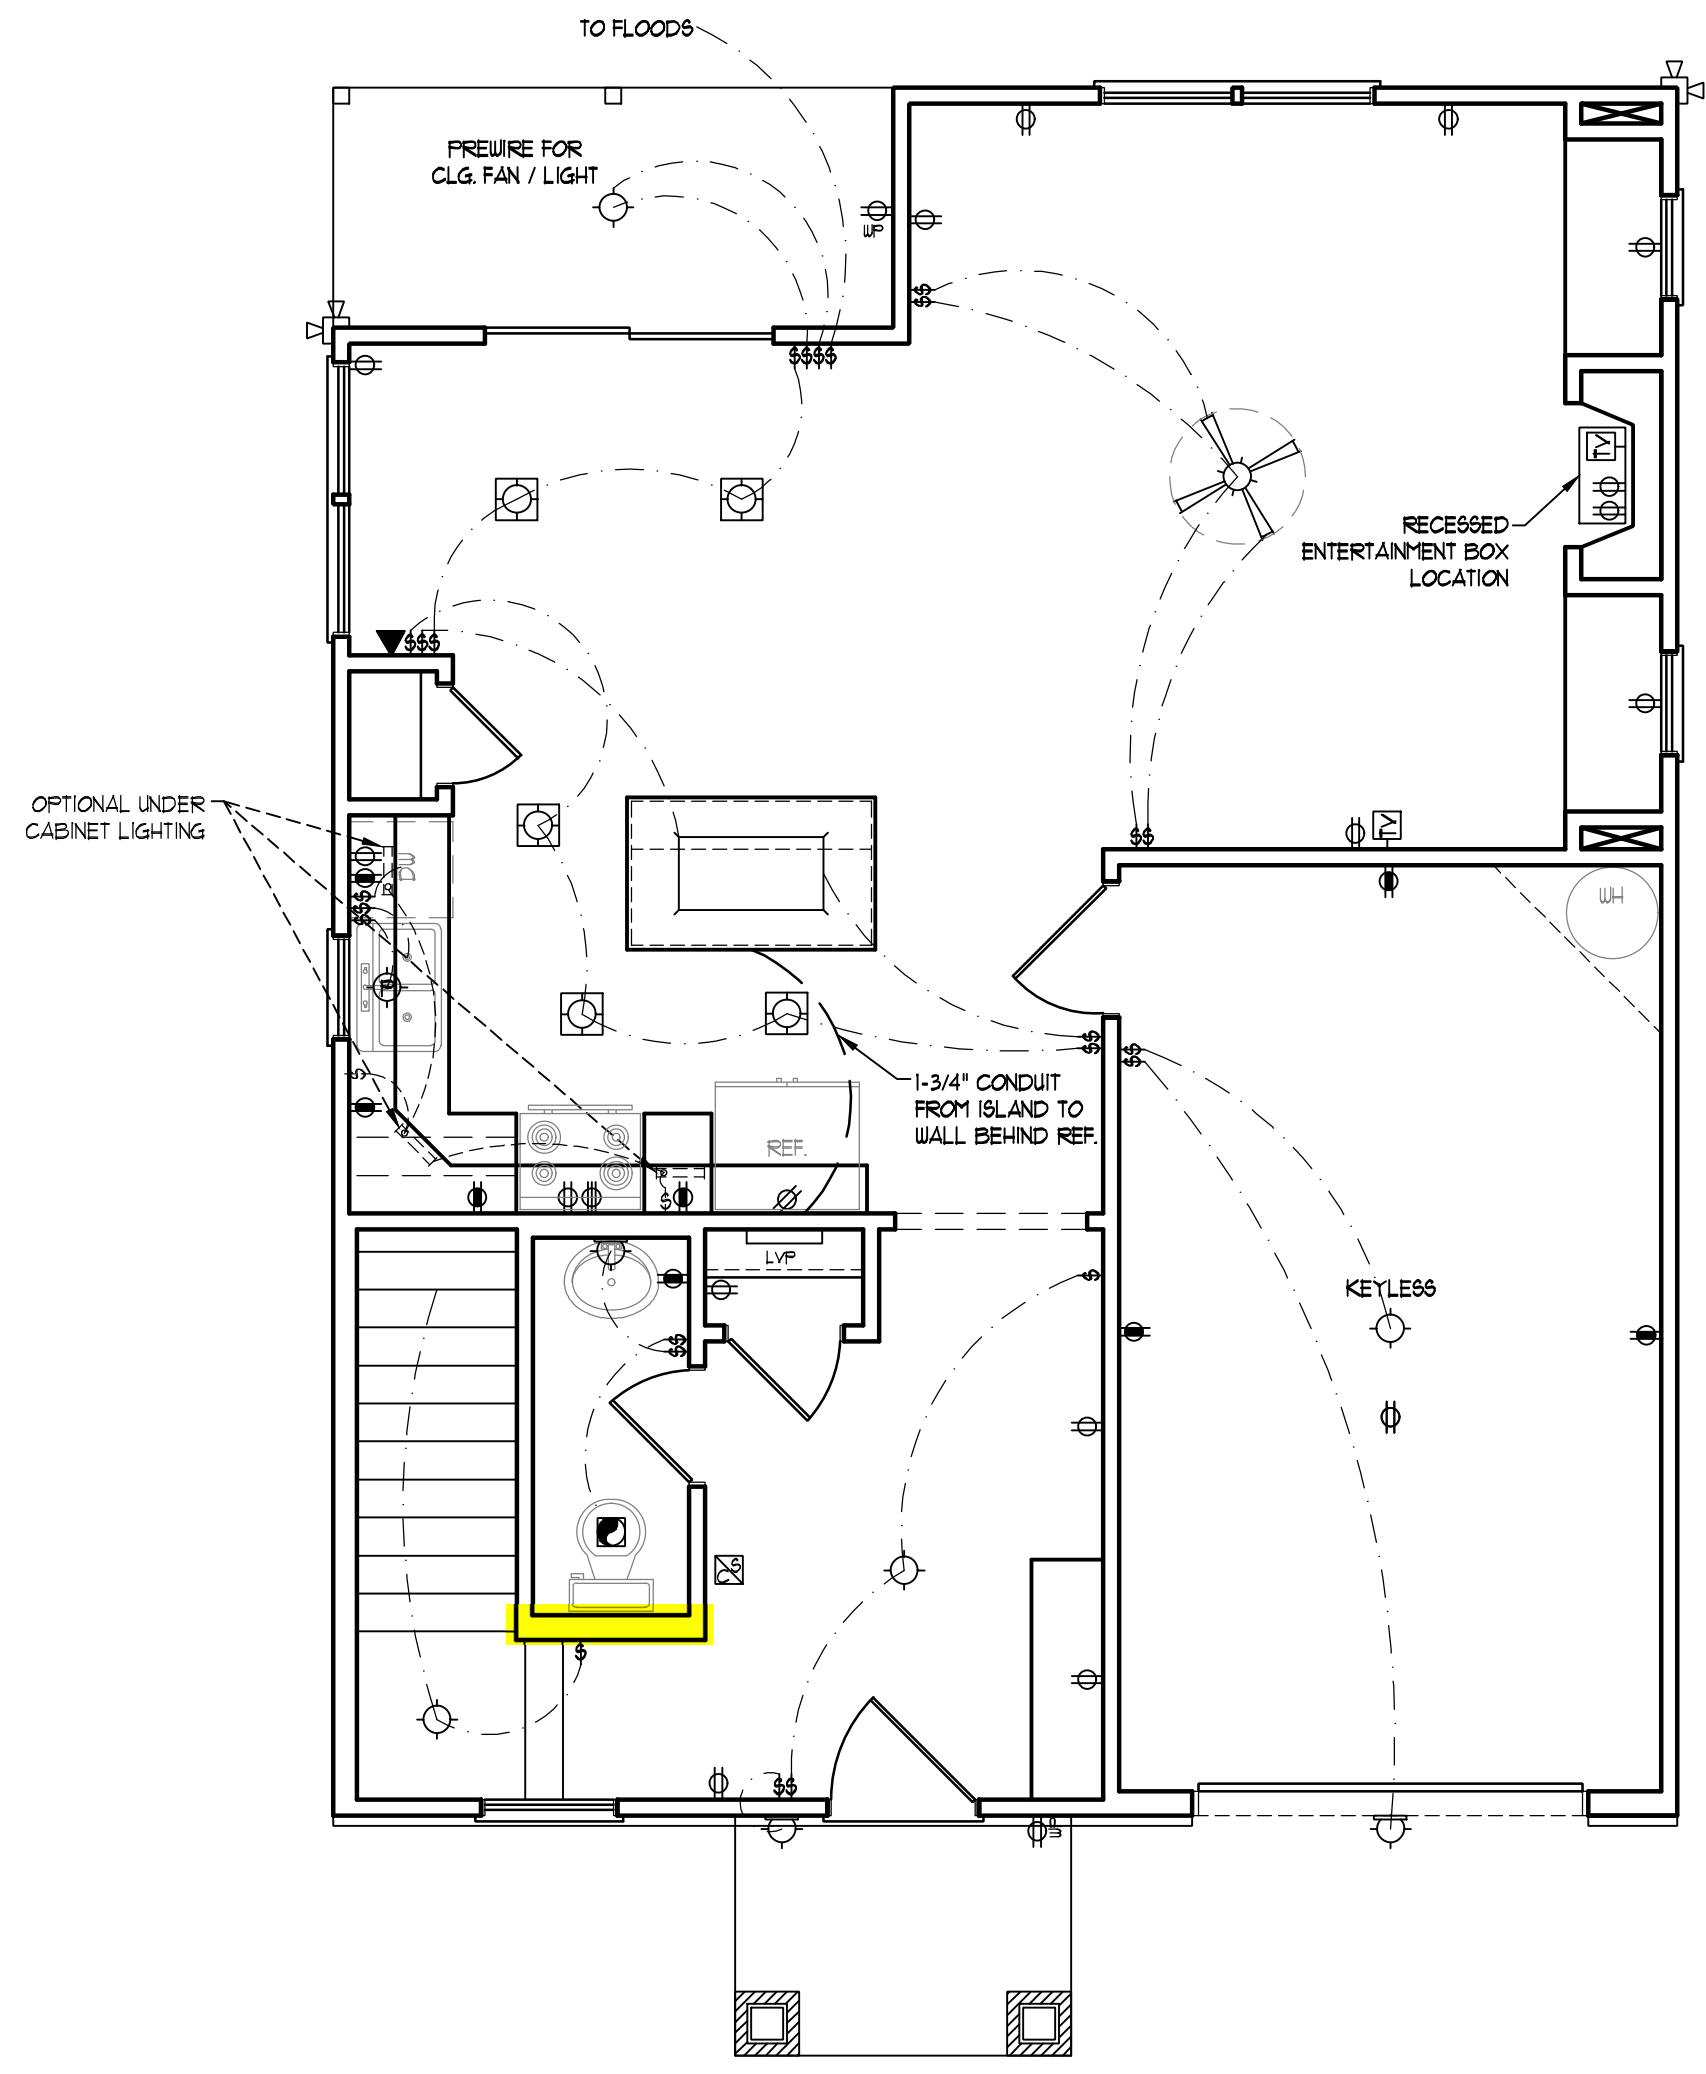 TO FLOODS
PREWIRE FOR
CLG. FAN / LIGHT
WP
$$
$$$$
TV
RECESSED
ENTERTAINMENT BOX
LOCATION
$$$
OPTIONAL UNDER
CABINET LIGHTING
DW
$$$
$$
TV
WH
$$
$$
1-3/4" CONDUIT
FROM ISLAND TO
WALL BEHIND REF.
$
REF.
$
LVP
$
KEYLESS
$$
C/S
$
$$
WP